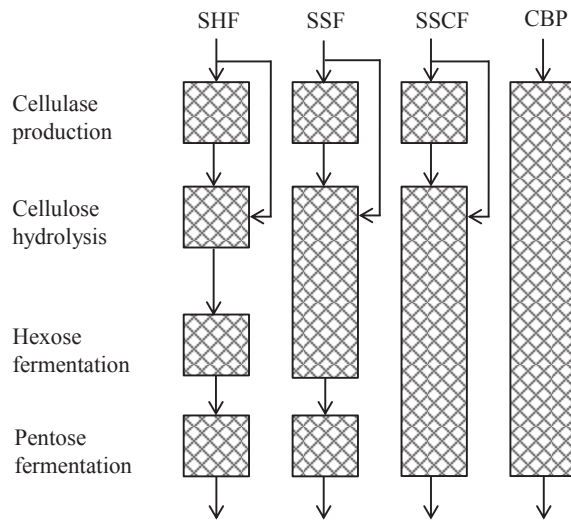 SHF SSF SSCF CBP
Cellulase
production
Cellulose
hydrolysis
Hexose
fermentation
Pentose
fermentation